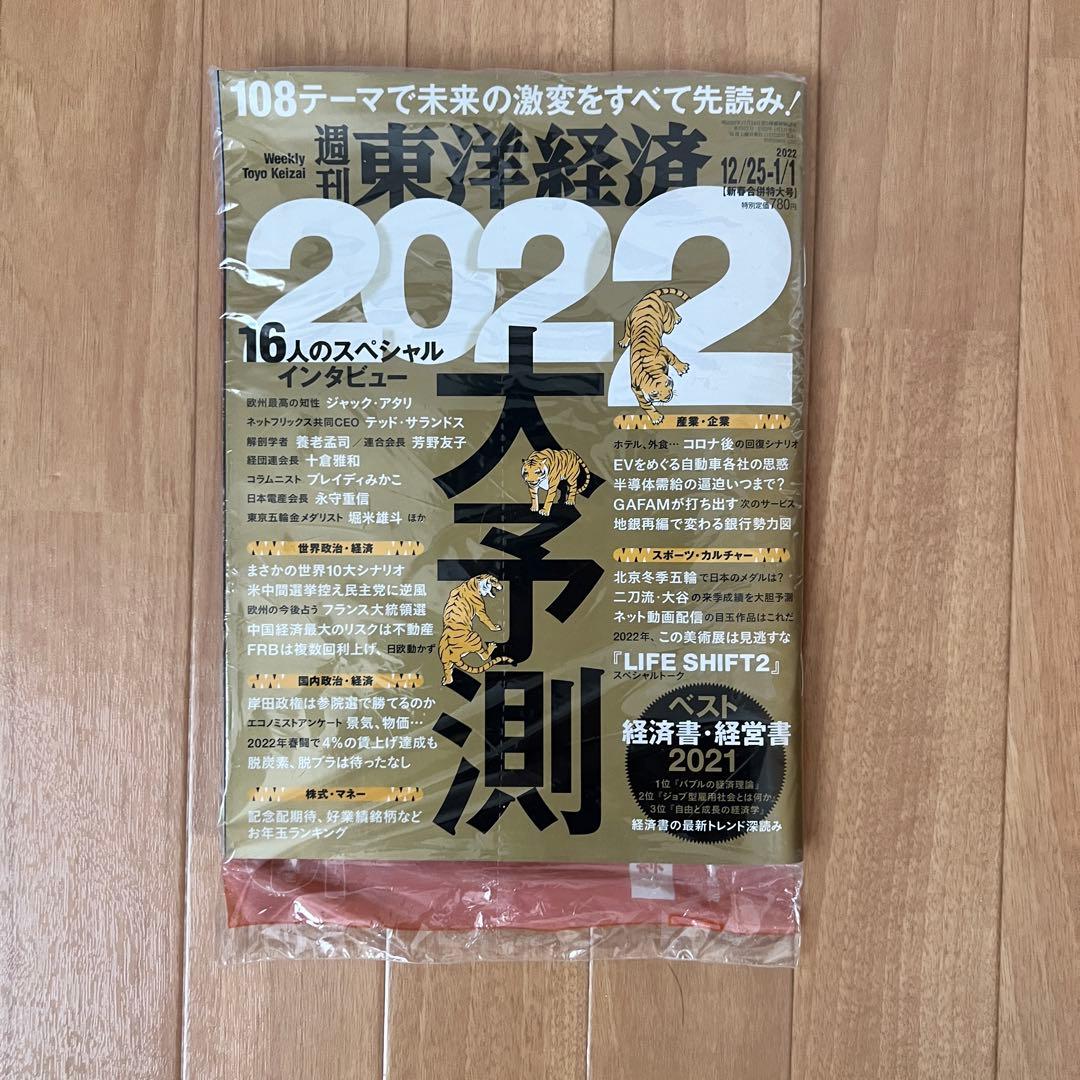 108テーマで未来の激変をすべて先読み！
Weekly
Toyo Keizai
週刊 東洋経済
2022
12/25-1/1
【新春合併特大号】
特別定価780円
2022
大予測
16人のスペシャル
インタビュー
欧州最高の知性 ジャック・アタリ
ネットフリックス共同CEO テッド・サランドス
解剖学者 養老孟司／連合会長 芳野友子
経団連会長 十倉雅和
コラムニスト ブレイディみかこ
日本電産会長 永守重信
東京五輪金メダリスト 堀米雄斗 ほか
世界政治・経済
まさかの世界10大シナリオ
米中間選挙控え民主党に逆風
欧州の今後占う フランス大統領選
中国経済最大のリスクは不動産
FRBは複数回利上げ、日欧動かず
国内政治・経済
岸田政権は参院選で勝てるのか
エコノミストアンケート 景気、物価…
2022年春闘で4%の賃上げ達成も
脱炭素、脱プラは待ったなし
株式・マネー
記念配期待、好業績銘柄など
お年玉ランキング
産業・企業
ホテル、外食… コロナ後の回復シナリオ
EVをめぐる自動車各社の思惑
半導体需給の逼迫いつまで？
GAFAMが打ち出す次のサービス
地銀再編で変わる銀行勢力図
スポーツ・カルチャー
北京冬季五輪で日本のメダルは？
二刀流・大谷の来季成績を大胆予測
ネット動画配信の目玉作品はこれだ
2022年、この美術展は見逃すな
『LIFE SHIFT2』
スペシャルトーク
ベスト
経済書・経営書
2021
1位『バブルの経済理論』
2位『ジョブ型雇用社会とは何か』
3位『自由と成長の経済学』
経済書の最新トレンド深読み